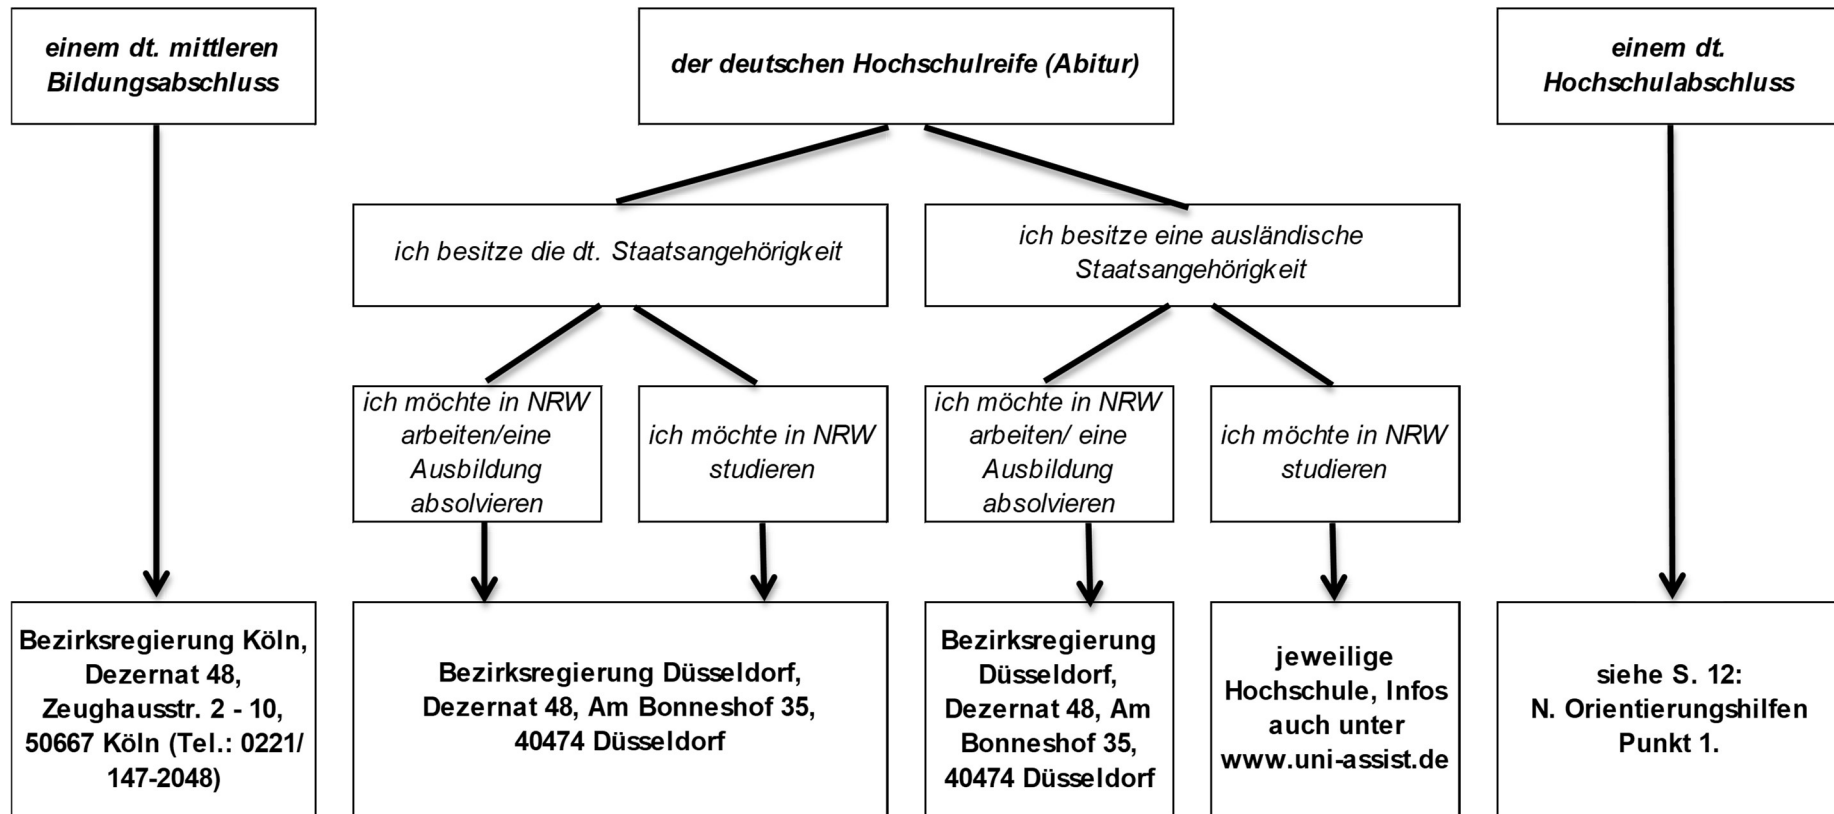 einem dt. mittleren
Bildungsabschluss
der deutschen Hochschulreife (Abitur)
einem dt.
Hochschulabschluss
ich besitze die dt. Staatsangehörigkeit
ich besitze eine ausländische
Staatsangehörigkeit
ich möchte in NRW
arbeiten/eine
Ausbildung
absolvieren
ich möchte in NRW
studieren
ich möchte in NRW
arbeiten/ eine
Ausbildung
absolvieren
ich möchte in NRW
studieren
Bezirksregierung Köln,
Dezernat 48,
Zeughausstr. 2 - 10,
50667 Köln (Tel.: 0221/
147-2048)
Bezirksregierung Düsseldorf,
Dezernat 48, Am Bonneshof 35,
40474 Düsseldorf
Bezirksregierung
Düsseldorf,
Dezernat 48, Am
Bonneshof 35,
40474 Düsseldorf
jeweilige
Hochschule, Infos
auch unter
www.uni-assist.de
siehe S. 12:
N. Orientierungshilfen
Punkt 1.